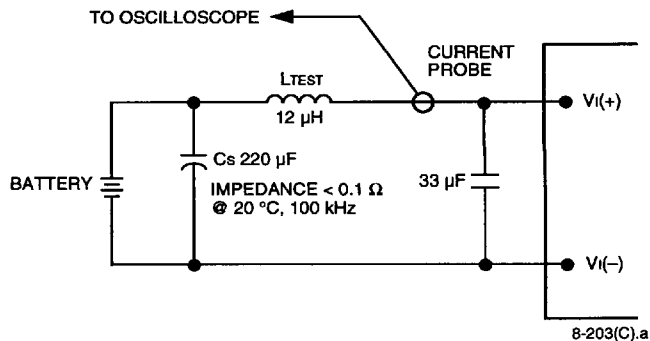 TO OSCILLOSCOPE
CURRENT
PROBE
LTEST
12 µH
VI(+)
Cs 220 µF
BATTERY
IMPEDANCE < 0.1 Ω
@ 20 °C, 100 kHz
33 µF
VI(–)
8-203(C).a